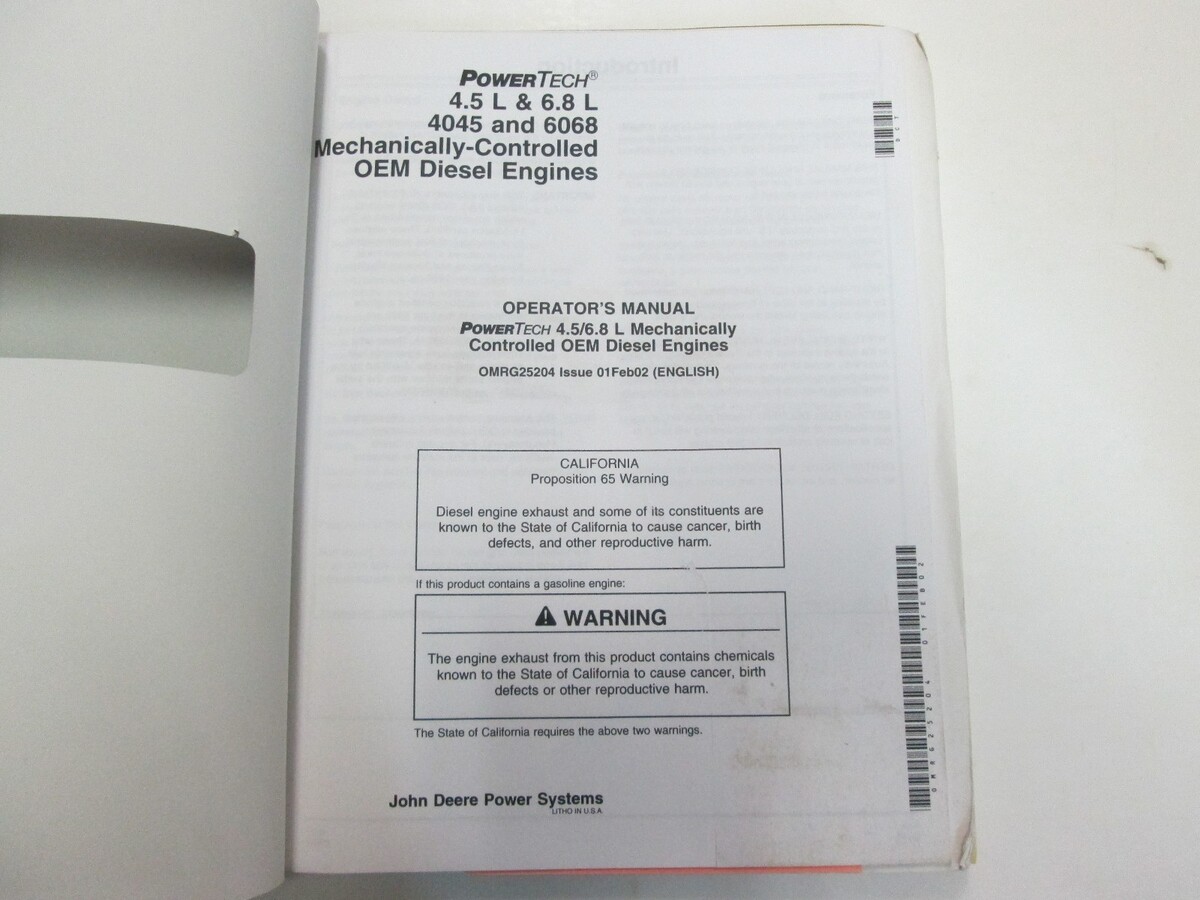 POWERTECH®
4.5 L & 6.8 L
4045 and 6068
Mechanically-Controlled
OEM Diesel Engines
OPERATOR'S MANUAL
POWERTECH 4.5/6.8 L Mechanically
Controlled OEM Diesel Engines
OMRG25204 Issue 01Feb02 (ENGLISH)
CALIFORNIA
Proposition 65 Warning
Diesel engine exhaust and some of its constituents are
known to the State of California to cause cancer, birth
defects, and other reproductive harm.
If this product contains a gasoline engine:
WARNING
The engine exhaust from this product contains chemicals
known to the State of California to cause cancer, birth
defects or other reproductive harm.
The State of California requires the above two warnings.
John Deere Power Systems
LITHO IN U.S.A.
OMRG25204 01FEB02